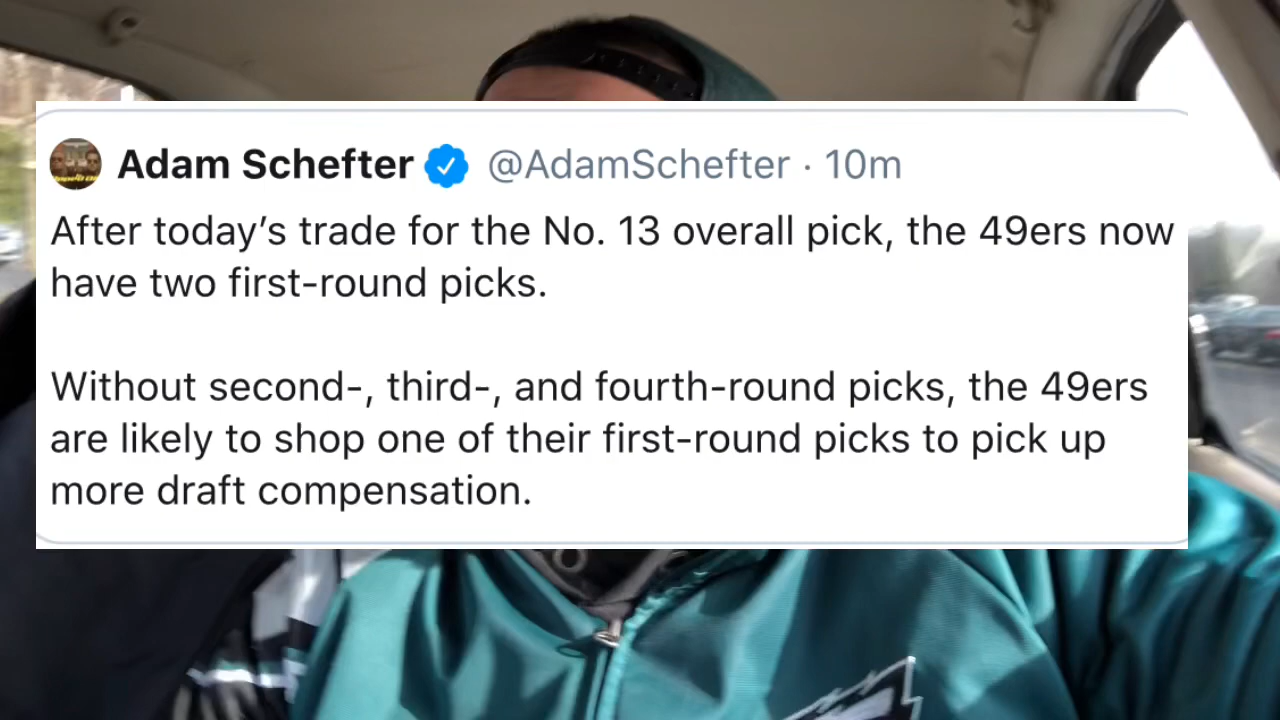 Adam Schefter @AdamSchefter · 10m
After today’s trade for the No. 13 overall pick, the 49ers now
have two first-round picks.
Without second-, third-, and fourth-round picks, the 49ers
are likely to shop one of their first-round picks to pick up
more draft compensation.